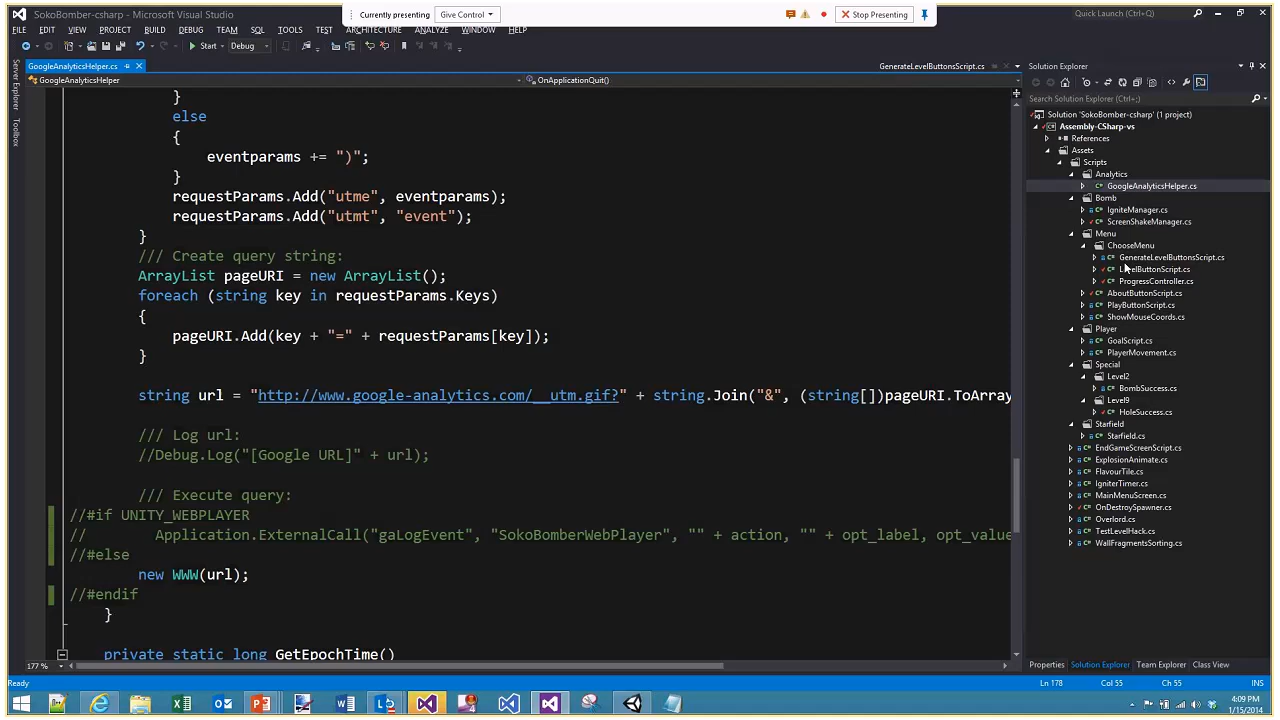 SokoBomber-csharp - Microsoft Visual Studio
Currently presenting
Give Control
Stop Presenting
Quick Launch (Ctrl+;)
FILE EDIT VIEW PROJECT BUILD DEBUG TEAM SQL TOOLS TEST ARCHITECTURE ANALYZE WINDOW HELP
Start Debug
GoogleAnalyticsHelper.cs
GenerateLevelButtonsScript.cs
GoogleAnalyticsHelper
OnApplicationQuit()
Server Explorer
Toolbox
}
else
{
eventparams += ")";
}
requestParams.Add("utme", eventparams);
requestParams.Add("utmt", "event");
}
/// Create query string:
ArrayList pageURI = new ArrayList();
foreach (string key in requestParams.Keys)
{
pageURI.Add(key + "=" + requestParams[key]);
}
string url = "http://www.google-analytics.com/__utm.gif?" + string.Join("&", (string[])pageURI.ToArray
/// Log url:
//Debug.Log("[Google URL]" + url);
/// Execute query:
//#if UNITY_WEBPLAYER
// Application.ExternalCall("gaLogEvent", "SokoBomberWebPlayer", "" + action, "" + opt_label, opt_value
//#else
new WWW(url);
//#endif
}
private static long GetEpochTime()
177 %
Solution Explorer
Search Solution Explorer (Ctrl+;)
Solution 'SokoBomber-csharp' (1 project)
Assembly-CSharp-vs
References
Assets
Scripts
Analytics
GoogleAnalyticsHelper.cs
Bomb
IgniteManager.cs
ScreenShakeManager.cs
Menu
ChooseMenu
GenerateLevelButtonsScript.cs
LevelButtonScript.cs
ProgressController.cs
AboutButtonScript.cs
PlayButtonScript.cs
ShowMouseCoords.cs
Player
GoalScript.cs
PlayerMovement.cs
Special
Level2
BombSuccess.cs
Level9
HoleSuccess.cs
Starfield
Starfield.cs
EndGameScreenScript.cs
ExplosionAnimate.cs
FlavourTile.cs
IgniterTimer.cs
MainMenuScreen.cs
OnDestroySpawner.cs
Overlord.cs
TestLevelHack.cs
WallFragmentsSorting.cs
Properties Solution Explorer Team Explorer Class View
Ready
Ln 178 Col 55 Ch 55 INS
4:09 PM
1/15/2014